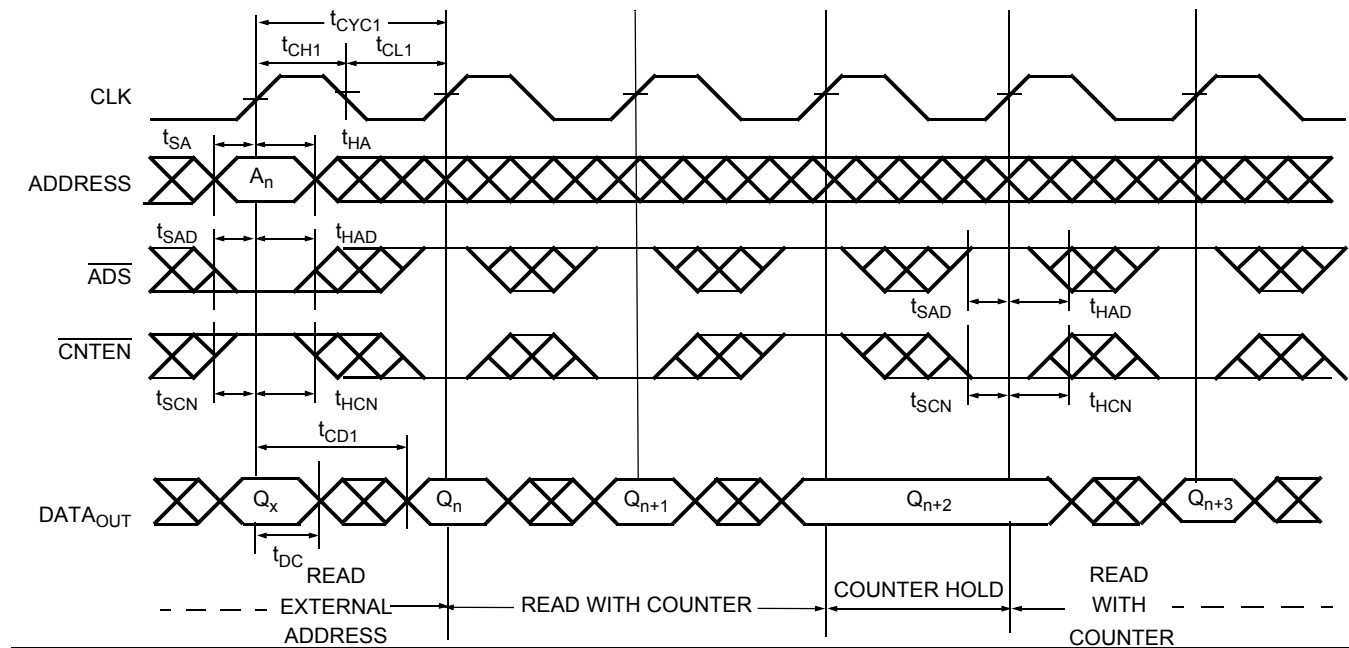 tCYC1
tCH1 tCL1
CLK
tSA tHA
ADDRESS An
tSAD tHAD
ADS
tSAD tHAD
CNTEN
tSCN tHCN tSCN tHCN
tCD1
DATAOUT Qx Qn Qn+1 Qn+2 Qn+3
tDC
READ EXTERNAL ADDRESS
READ WITH COUNTER
COUNTER HOLD
READ WITH COUNTER